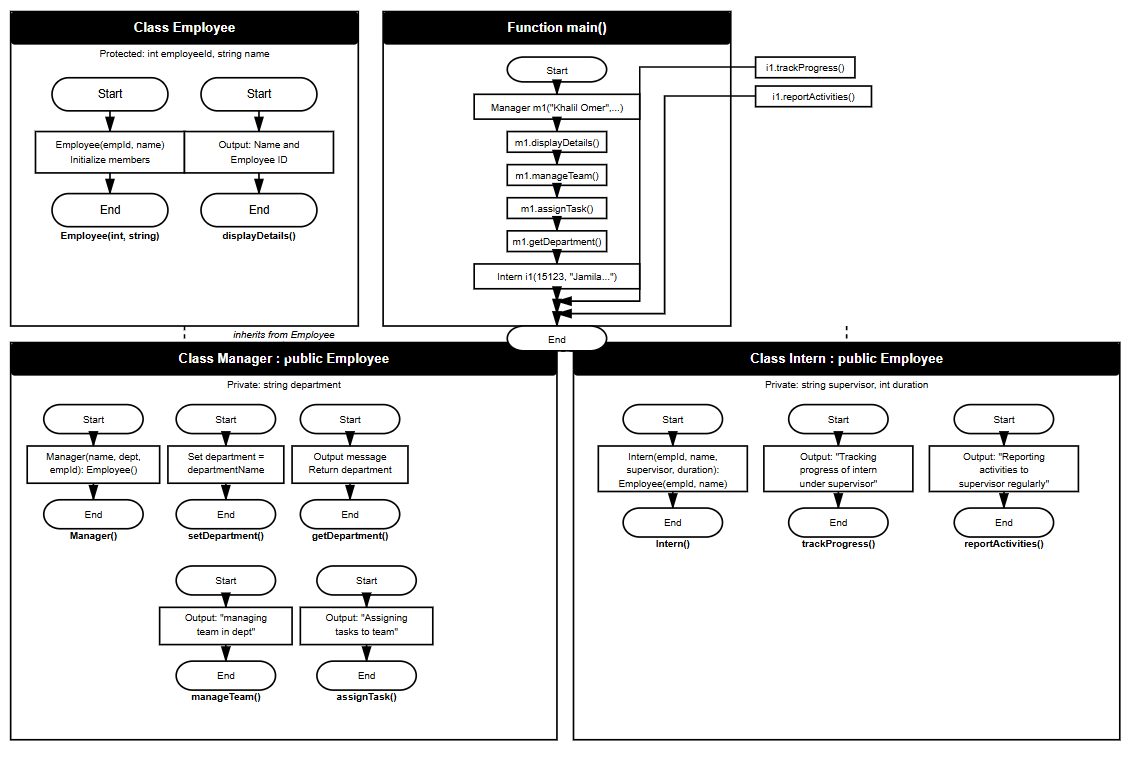 Class Employee
Protected: int employeeId, string name
Start
Start
Employee(empId, name)
Initialize members
Output: Name and
Employee ID
End
End
Employee(int, string)
displayDetails()
Function main()
Start
Manager m1("Khalil Omer",...)
m1.displayDetails()
m1.manageTeam()
m1.assignTask()
m1.getDepartment()
Intern i1(15123, "Jamila...")
End
i1.trackProgress()
i1.reportActivities()
inherits from Employee
Class Manager : public Employee
Private: string department
Start
Start
Start
Manager(name, dept,
empId): Employee()
Set department =
departmentName
Output message
Return department
End
End
End
Manager()
setDepartment()
getDepartment()
Start
Start
Output: "managing
team in dept"
Output: "Assigning
tasks to team"
End
End
manageTeam()
assignTask()
Class Intern : public Employee
Private: string supervisor, int duration
Start
Start
Start
Intern(empId, name,
supervisor, duration):
Employee(empId, name)
Output: "Tracking
progress of intern
under supervisor"
Output: "Reporting
activities to
supervisor regularly"
End
End
End
Intern()
trackProgress()
reportActivities()